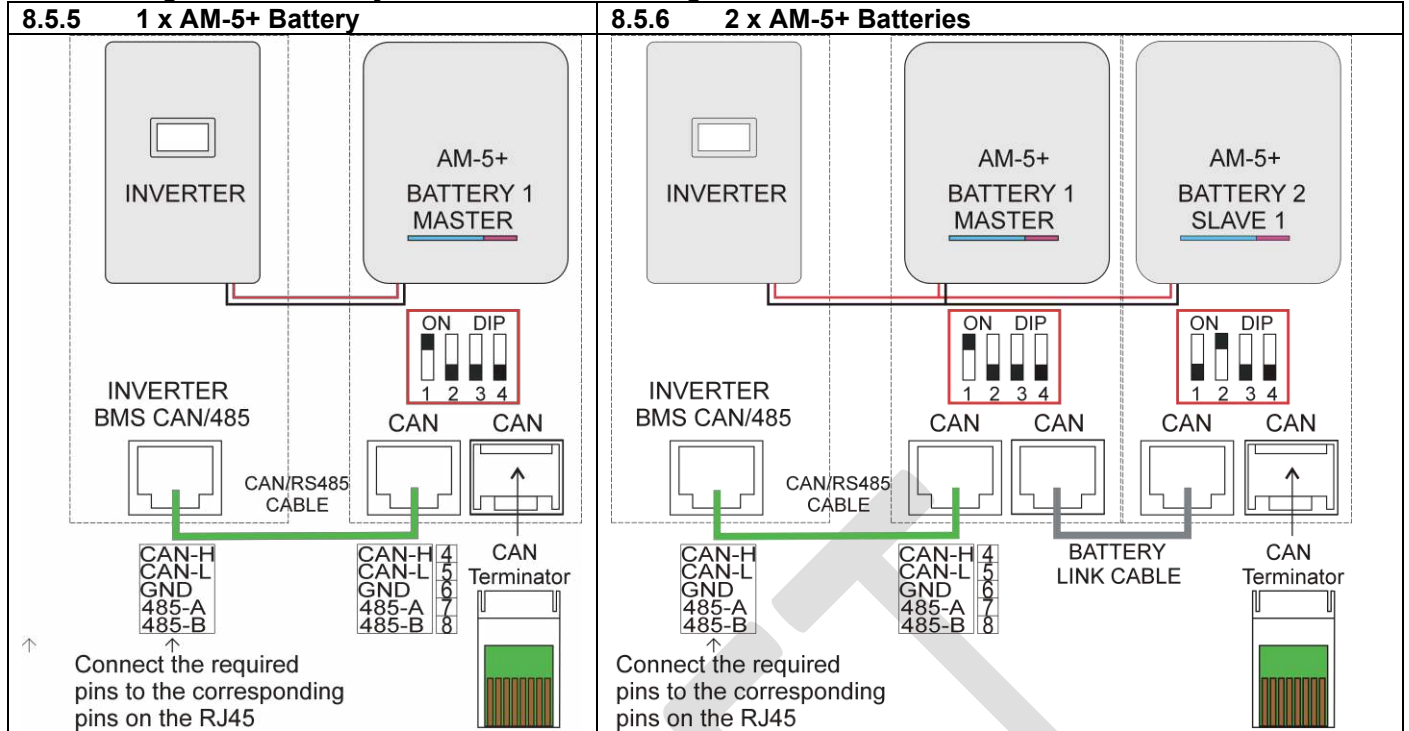 8.5.5 1 x AM-5+ Battery
INVERTER
AM-5+
BATTERY 1
MASTER
ON DIP
1 2 3 4
INVERTER
BMS CAN/485
CAN
CAN
CAN/RS485
CABLE
CAN-H
CAN-L
GND
485-A
485-B
CAN-H 4
CAN-L 5
GND 6
485-A 7
485-B 8
CAN
Terminator
Connect the required
pins to the corresponding
pins on the RJ45
8.5.6 2 x AM-5+ Batteries
INVERTER
AM-5+
BATTERY 1
MASTER
AM-5+
BATTERY 2
SLAVE 1
ON DIP
1 2 3 4
ON DIP
1 2 3 4
INVERTER
BMS CAN/485
CAN
CAN
CAN
CAN
CAN/RS485
CABLE
CAN-H
CAN-L
GND
485-A
485-B
CAN-H 4
CAN-L 5
GND 6
485-A 7
485-B 8
BATTERY
LINK CABLE
CAN
Terminator
Connect the required
pins to the corresponding
pins on the RJ45